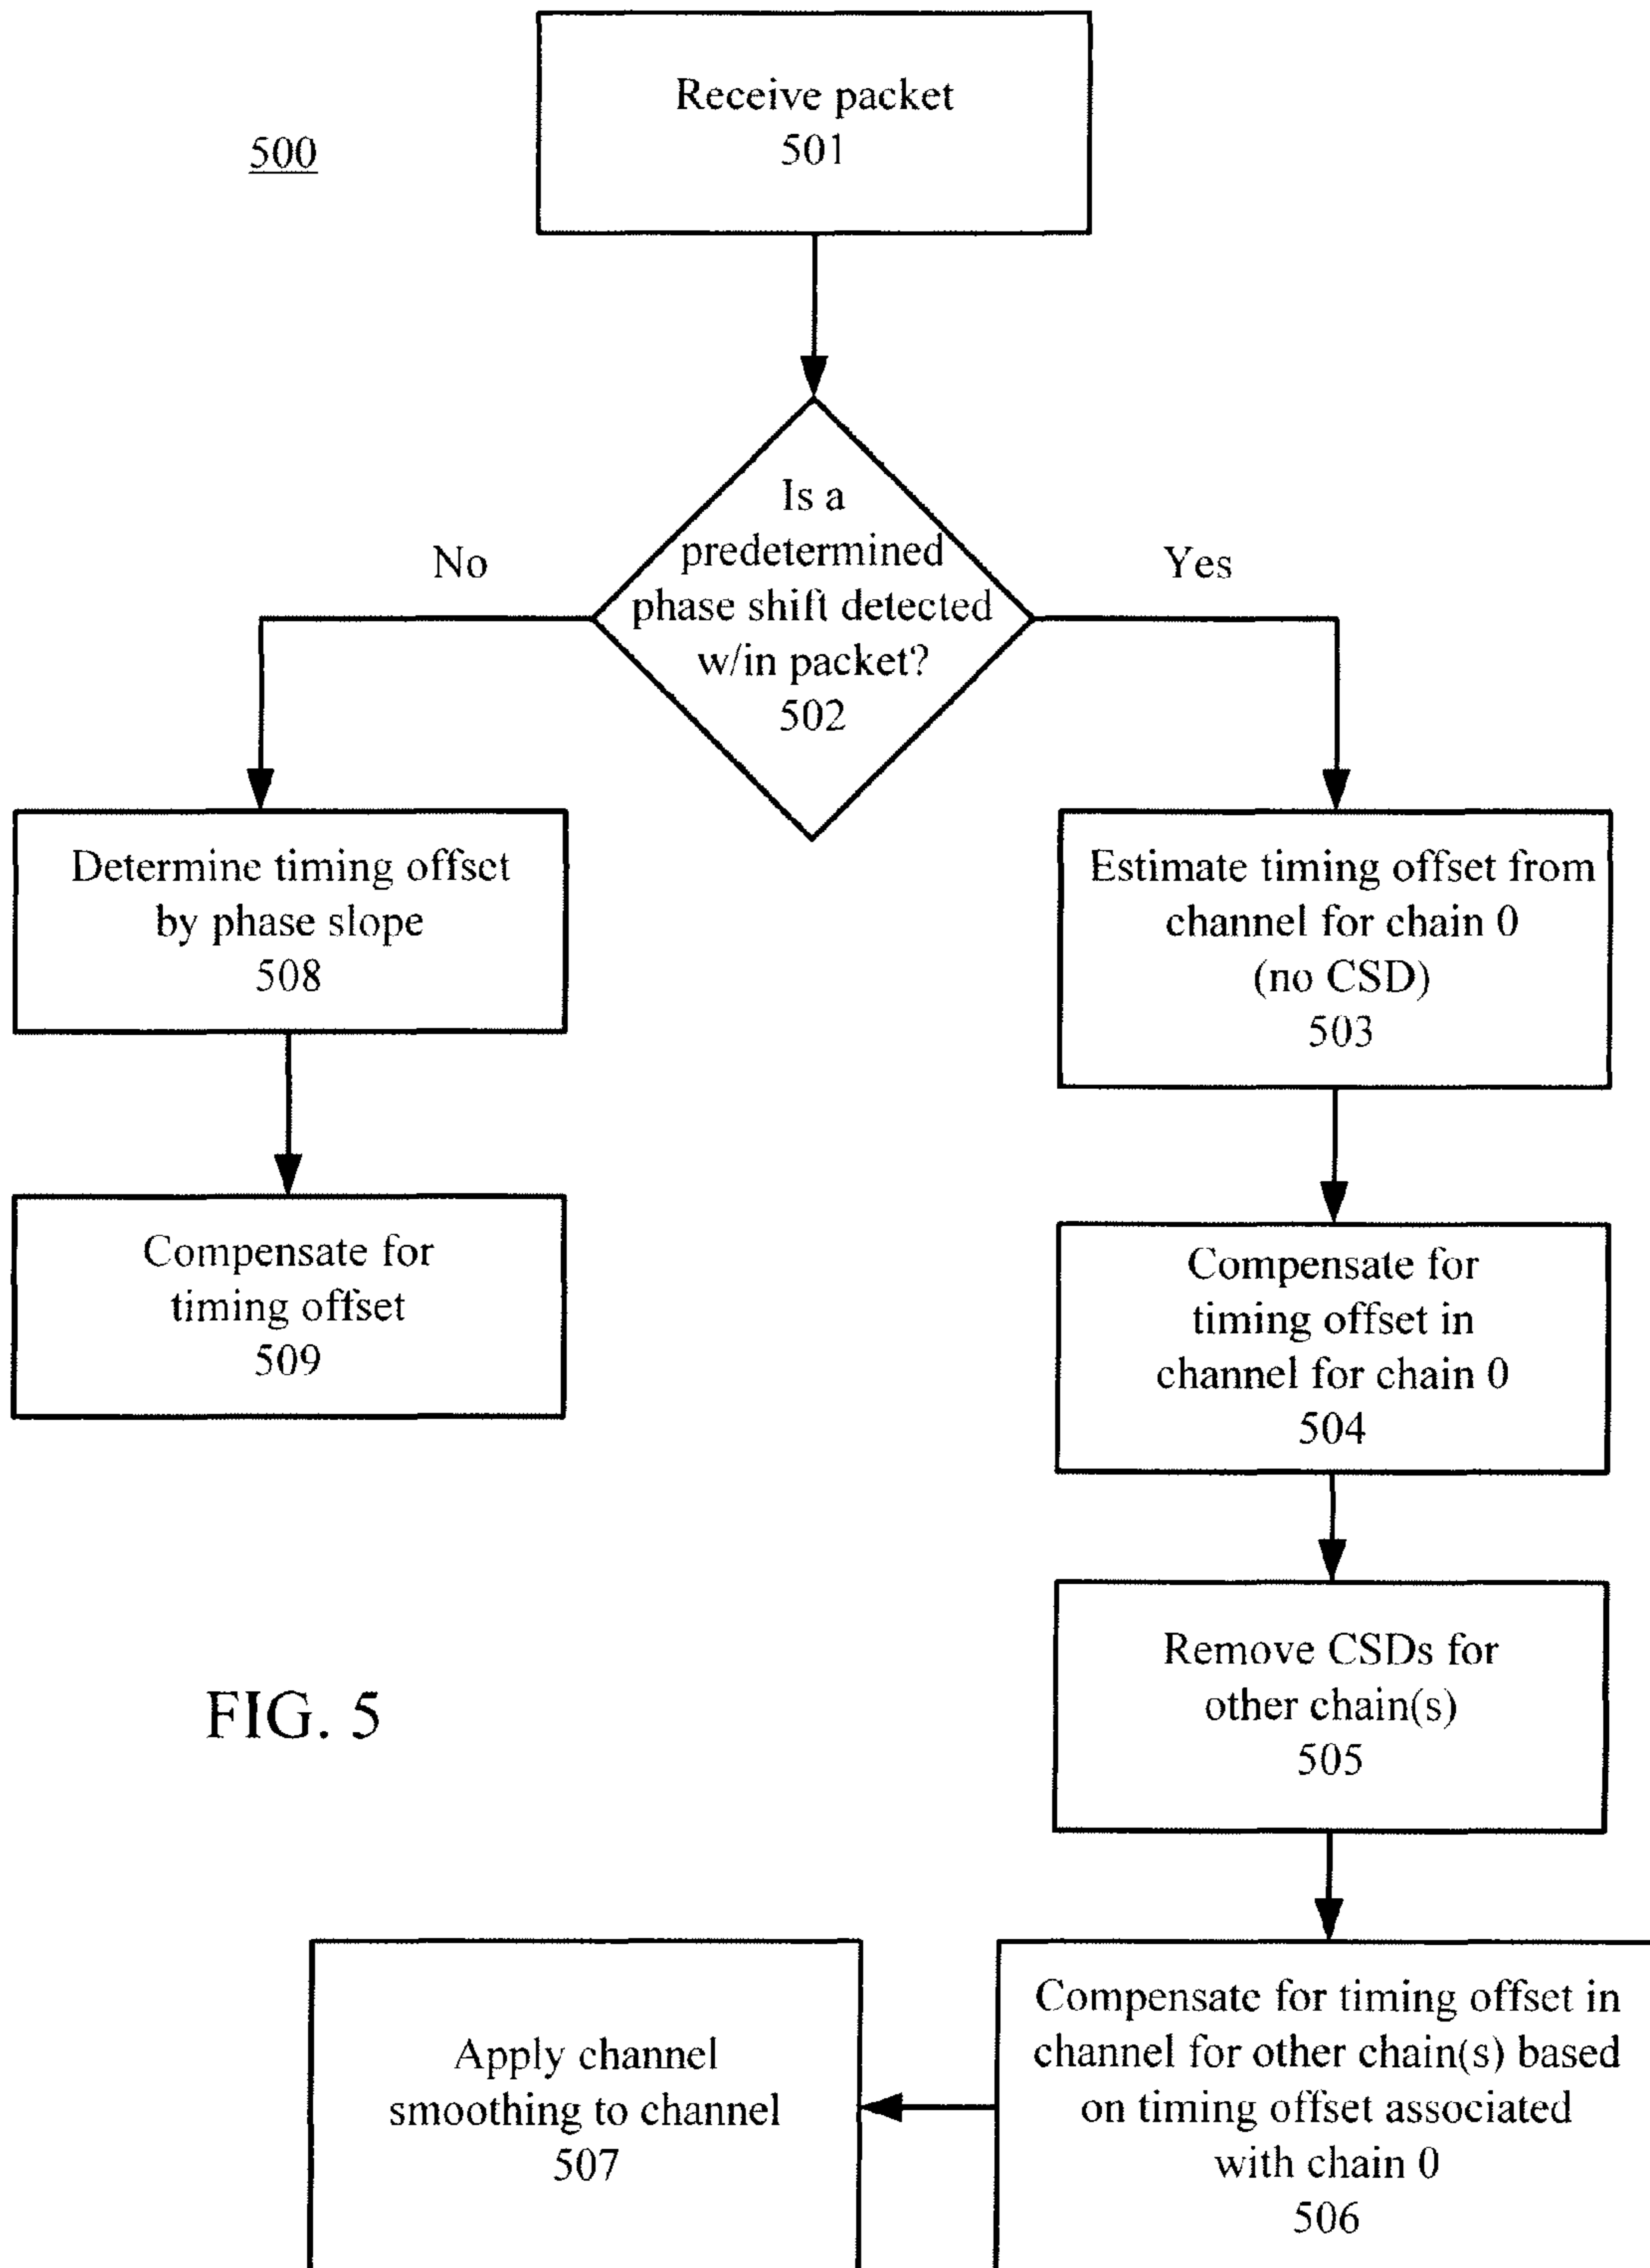 Receive packet
501
500
Is a
predetermined
phase shift detected
w/in packet?
502
No
Yes
Determine timing offset
by phase slope
508
Compensate for
timing offset
509
Estimate timing offset from
channel for chain 0
(no CSD)
503
Compensate for
timing offset in
channel for chain 0
504
Remove CSDs for
other chain(s)
505
FIG. 5
Compensate for timing offset in
channel for other chain(s) based
on timing offset associated
with chain 0
506
Apply channel
smoothing to channel
507